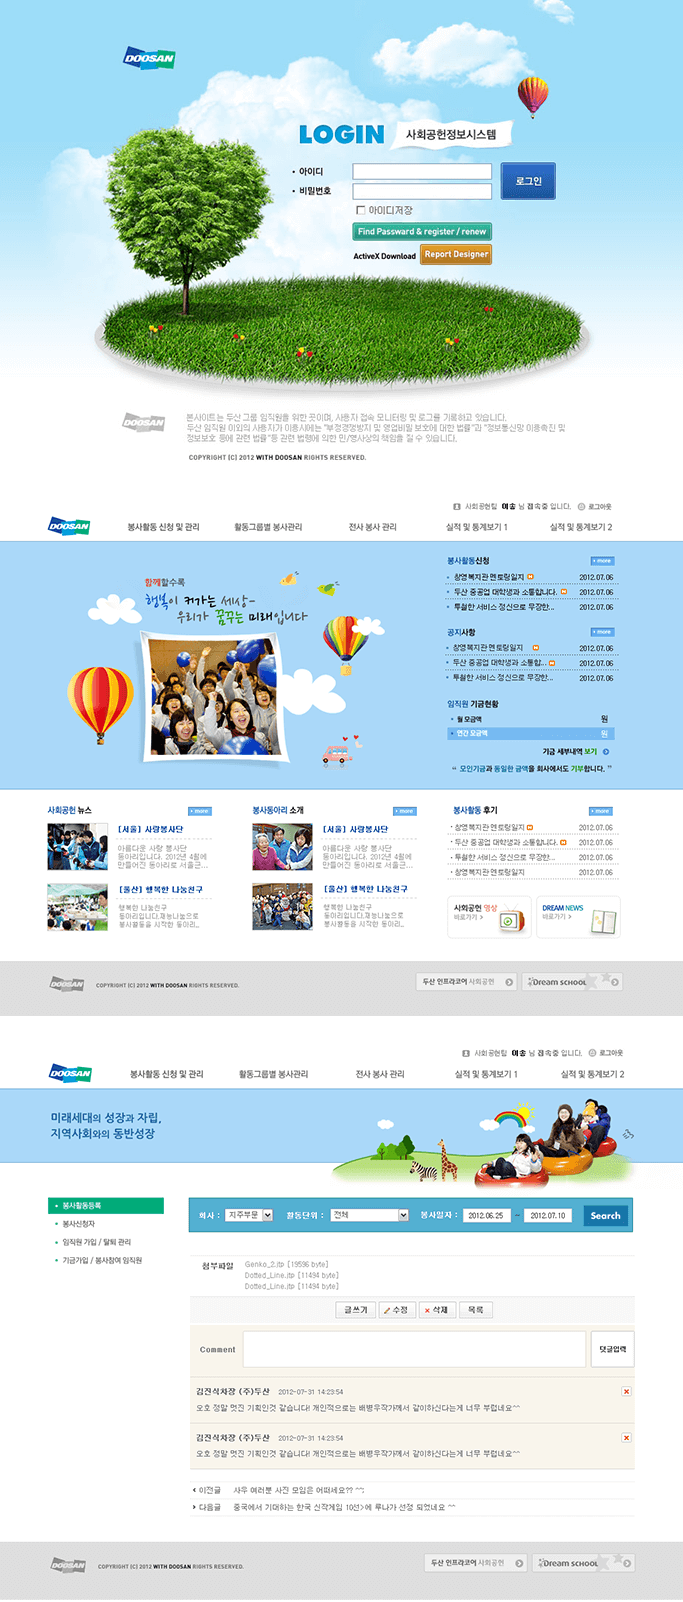 DOOSAN
LOGIN 사회공헌정보시스템
• 아이디
• 비밀번호
로그인
아이디저장
Find Passward & register / renew
ActiveX Download Report Designer
DOOSAN
본사이트는 두산 그룹 임직원을 위한 곳이며, 사용자 접속 모니터링 및 로그를 기록하고 있습니다.
두산 임직원 이외의 사용자가 이용시에는 "부정경쟁방지 및 영업비밀 보호에 대한 법률"과 "정보통신망 이용촉진 및
정보보호 등에 관한 법률"등 관련 법령에 의한 민/형사상의 책임을 질 수 있습니다.
COPYRIGHT (C) 2012 WITH DOOSAN RIGHTS RESERVED.
사회공헌팀 이솔 님 접속중 입니다. 로그아웃
DOOSAN 봉사활동 신청 및 관리 활동그룹별 봉사관리 전사 봉사 관리 실적 및 통계보기 1 실적 및 통계보기 2
함께할수록
행복이 커가는 세상~
우리가 꿈꾸는 미래입니다
봉사활동신청 more
• 창영복지관 멘토링일지 2012.07.06
• 두산 중공업 대학생과 소통합니다. 2012.07.06
• 투철한 서비스 정신으로 무장한... 2012.07.06
공지사항 more
• 창영복지관 멘토링일지 2012.07.06
• 두산 중공업 대학생과 소통합... 2012.07.06
• 투철한 서비스 정신으로 무장한... 2012.07.06
임직원 기금현황
• 월 모금액 원
• 연간 모금액 원
기금 세부내역 보기
“ 모인기금과 동일한 금액을 회사에서도 기부합니다. ”
사회공헌 뉴스 more
[서울] 사랑봉사단
아름다운 사랑 봉사단
동아리입니다. 2012년 4월에
만들어진 동아리로 서울군...
[울산] 행복한 나눔친구
행복한 나눔친구
동아리입니다.재능나눔으로
봉사활동을 시작한 동아리..
봉사동아리 소개 more
[서울] 사랑봉사단
아름다운 사랑 봉사단
동아리입니다. 2012년 4월에
만들어진 동아리로 서울군...
[울산] 행복한 나눔친구
행복한 나눔친구
동아리입니다.재능나눔으로
봉사활동을 시작한 동아리..
봉사활동 후기 more
• 창영복지관 멘토링일지 2012.07.06
• 두산 중공업 대학생과 소통합니다. 2012.07.06
• 투철한 서비스 정신으로 무장한... 2012.07.06
• 창영복지관 멘토링일지 2012.07.06
사회공헌 영상
바로가기 >
DREAM NEWS
바로가기 >
DOOSAN COPYRIGHT (C) 2012 WITH DOOSAN RIGHTS RESERVED. 두산 인프라코어 사회공헌 Dream SCHOOL
사회공헌팀 이솔 님 접속중 입니다. 로그아웃
DOOSAN 봉사활동 신청 및 관리 활동그룹별 봉사관리 전사 봉사 관리 실적 및 통계보기 1 실적 및 통계보기 2
미래세대의 성장과 자립,
지역사회와의 동반성장
• 봉사활동등록
• 봉사신청자
• 임직원 가입 / 탈퇴 관리
• 기금가입 / 봉사참여 임직원
회사 : 지주부문 활동단위 : 전체 봉사일자 : 2012.06.25 ~ 2012.07.10 Search
첨부파일 Genko_2.jtp [19596 byte]
Dotted_Line.jtp [11494 byte]
Dotted_Line.jtp [11494 byte]
글쓰기 수정 삭제 목록
Comment 댓글입력
김진식차장 (주)두산 2012-07-31 14:23:54
오호 정말 멋진 기획인것 같습니다! 개인적으로는 배병우작가께서 같이하신다는게 너무 부럽네요^^
김진식차장 (주)두산 2012-07-31 14:23:54
오호 정말 멋진 기획인것 같습니다! 개인적으로는 배병우작가께서 같이하신다는게 너무 부럽네요^^
이전글 사우 여러분 사진 모임은 어떠세요?? ^^;
다음글 중국에서 기대하는 한국 신작게임 10선>에 루나가 선정 되었네요 ^^
DOOSAN COPYRIGHT (C) 2012 WITH DOOSAN RIGHTS RESERVED. 두산 인프라코어 사회공헌 Dream SCHOOL